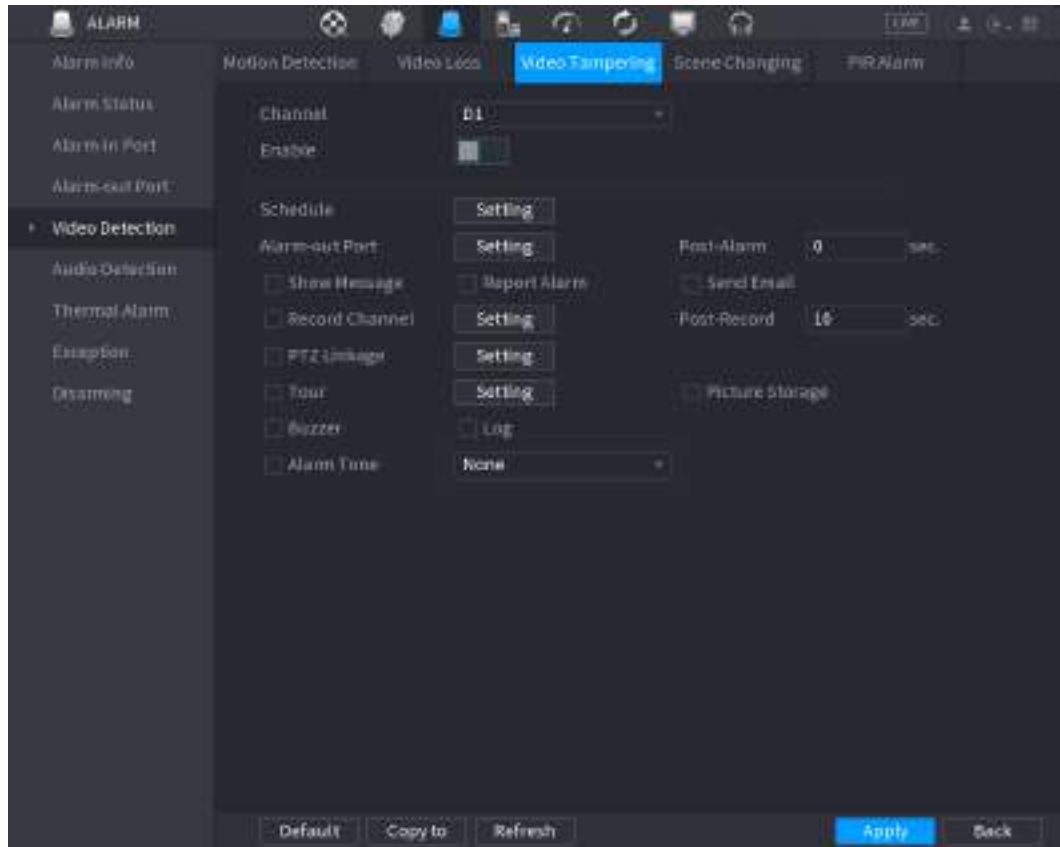 ALARM LIVE
Alarm Info
Alarm Status
Alarm-in Port
Alarm-out Port
Video Detection
Audio Detection
Thermal Alarm
Exception
Disarming
Motion Detection Video Loss Video Tampering Scene Changing PIR Alarm
Channel D1
Enable
Schedule Setting
Alarm-out Port Setting Post-Alarm 0 sec.
Show Message Report Alarm Send Email
Record Channel Setting Post-Record 10 sec.
PTZ Linkage Setting
Tour Setting Picture Storage
Buzzer Log
Alarm Tone None
Default Copy to Refresh Apply Back